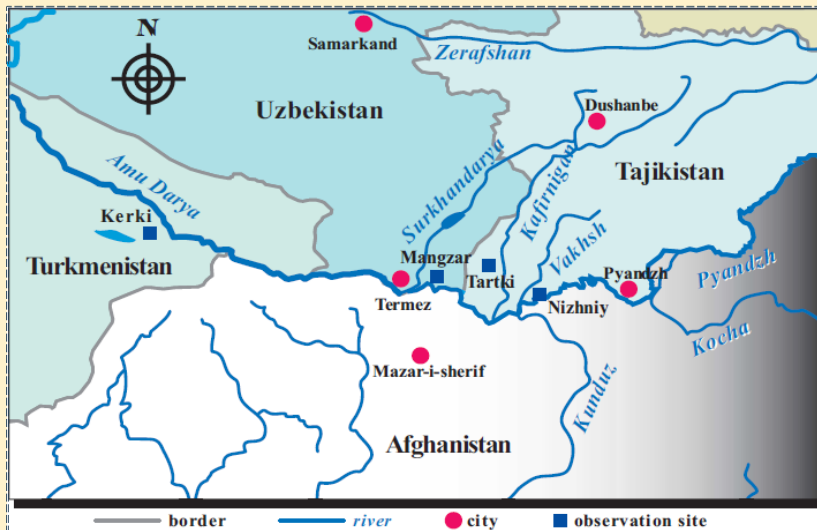 N
Samarkand
Zerafshan
Uzbekistan
Dushanbe
Tajikistan
Amu Darya
Surkhandarya
Kafirnigan
Kerki
Vakhsh
Mangzar
Turkmenistan
Tartki
Pyandzh
Pyandzh
Termez
Nizhniy
Kocha
Mazar-i-sherif
Kunduz
Afghanistan
border river city observation site